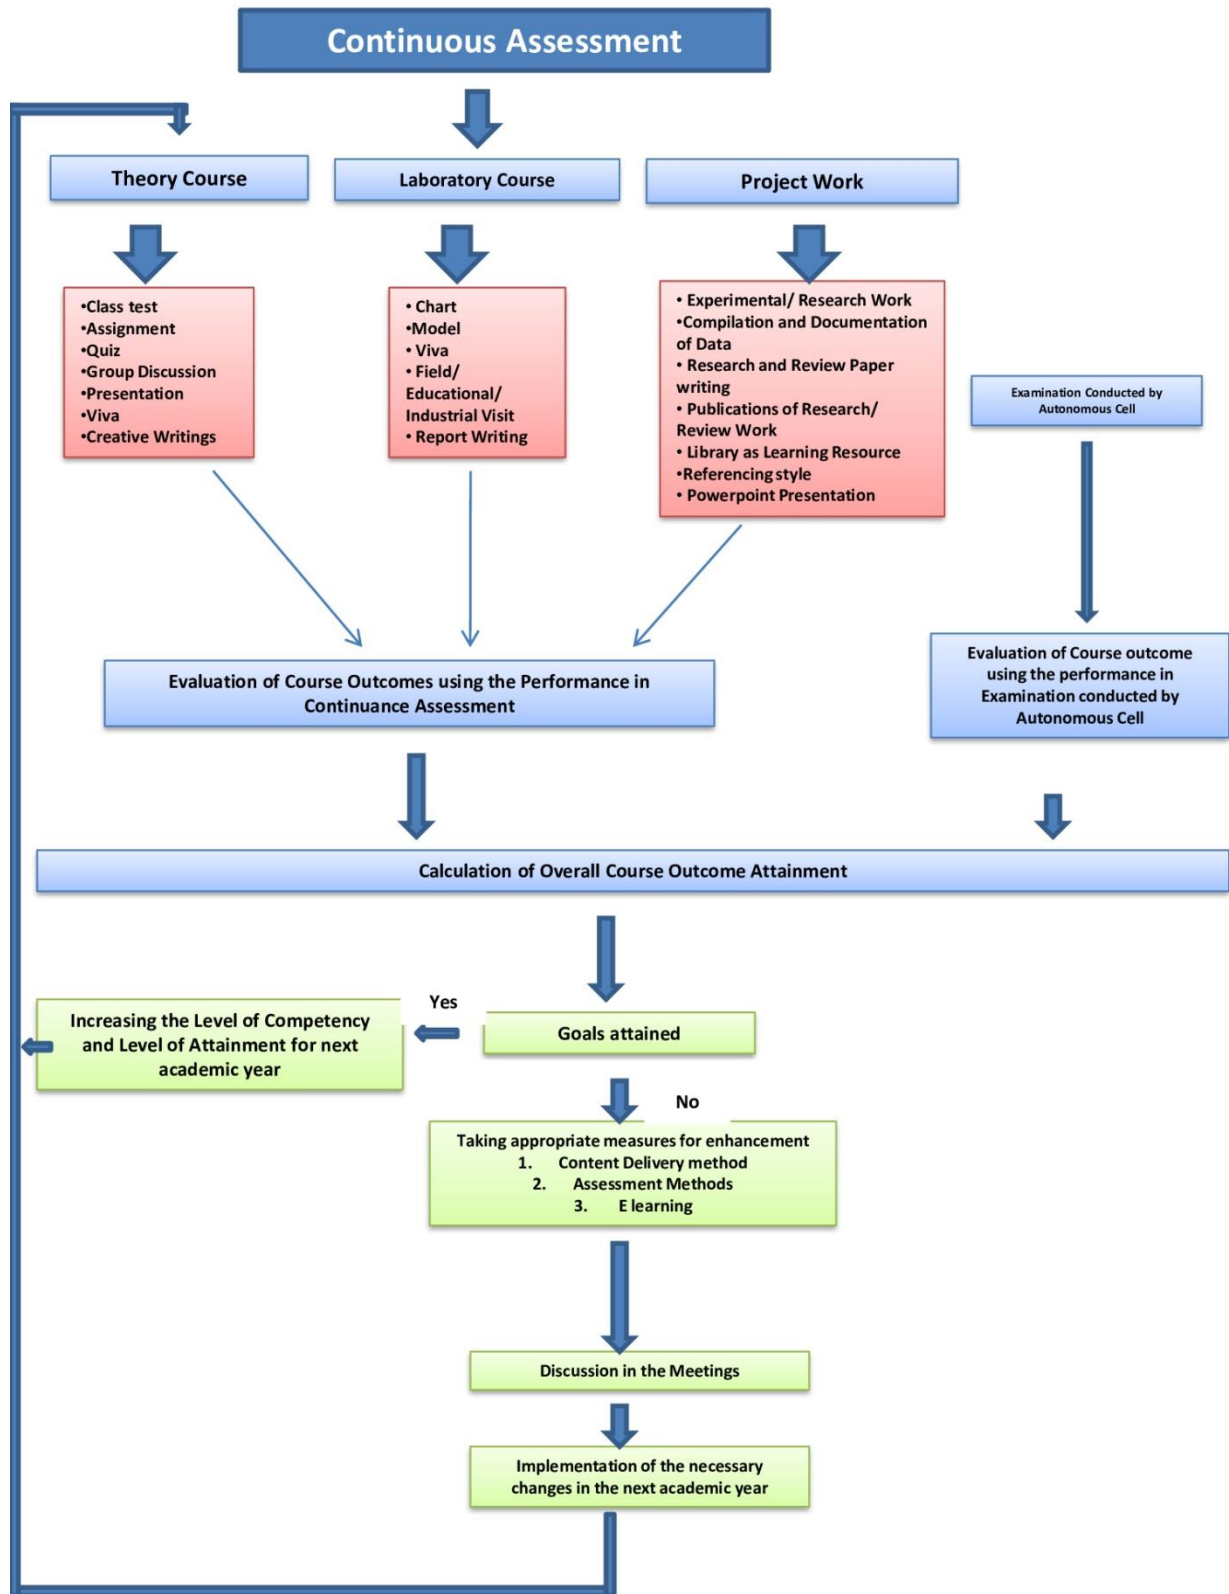 Continuous Assessment
Theory Course
Laboratory Course
Project Work
•Class test
•Assignment
•Quiz
•Group Discussion
•Presentation
•Viva
•Creative Writings
• Chart
•Model
• Viva
• Field/
Educational/
Industrial Visit
• Report Writing
• Experimental/ Research Work
•Compilation and Documentation
of Data
• Research and Review Paper
writing
• Publications of Research/
Review Work
• Library as Learning Resource
•Referencing style
• Powerpoint Presentation
Examination Conducted by
Autonomous Cell
Evaluation of Course Outcomes using the Performance in
Continuance Assessment
Evaluation of Course outcome
using the performance in
Examination conducted by
Autonomous Cell
Calculation of Overall Course Outcome Attainment
Goals attained
Yes
Increasing the Level of Competency
and Level of Attainment for next
academic year
No
Taking appropriate measures for enhancement
1. Content Delivery method
2. Assessment Methods
3. E learning
Discussion in the Meetings
Implementation of the necessary
changes in the next academic year